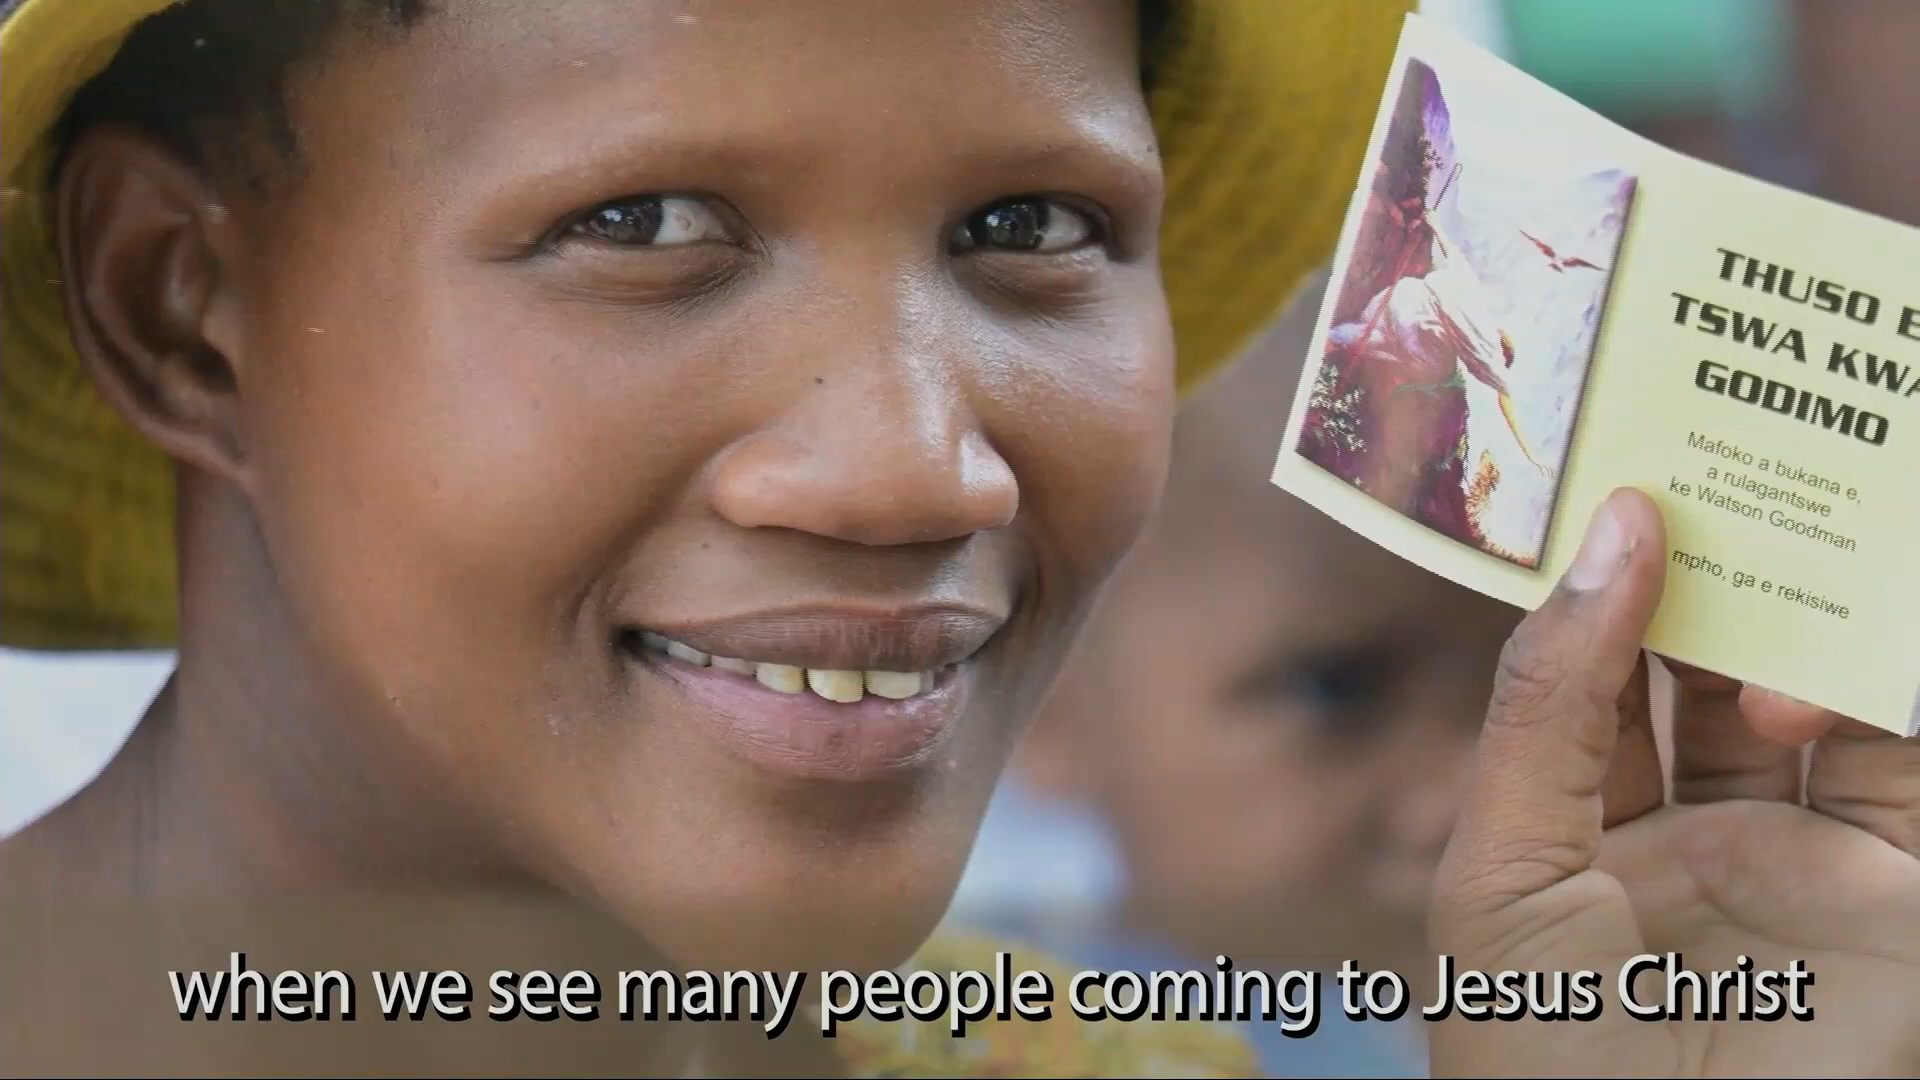 THUSO E
TSWA KWA
GODIMO
Mafoko a bukana e,
a rulagantswe
ke Watson Goodman
mpho, ga e rekisiwe
when we see many people coming to Jesus Christ